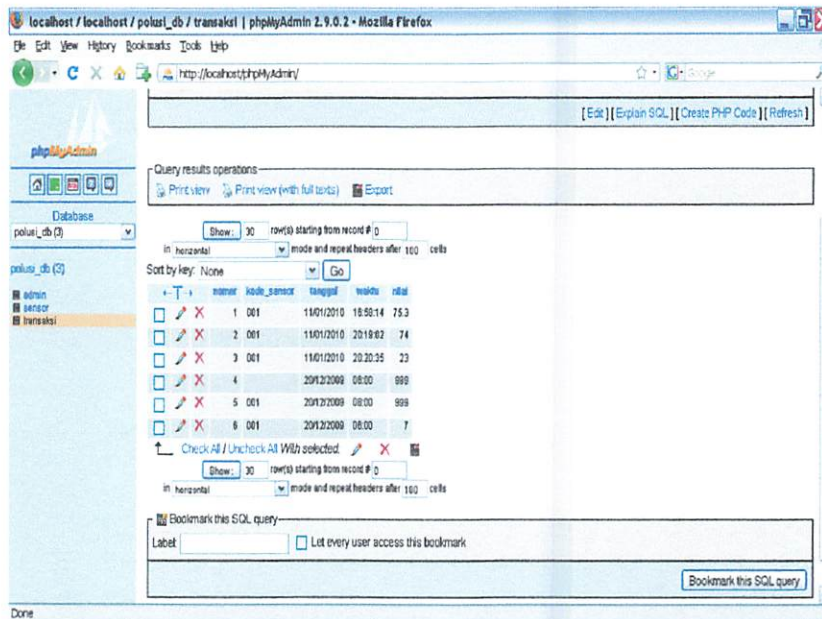 localhost / localhost / polusi_db / transaksi | phpMyAdmin 2.9.0.2 - Mozilla Firefox
File Edit View History Bookmarks Tools Help
http://localhost/phpMyAdmin/ Google
[ Edit ] [ Explain SQL ] [ Create PHP Code ] [ Refresh ]
phpMyAdmin
Query results operations
Print view Print view (with full texts) Export
Database
polusi_db (3)
Show : 30 row(s) starting from record # 0
in horizontal mode and repeat headers after 100 cells
polusi_db (3)
Sort by key: None Go
admin
sensor
transaksi
←T→ nomor kode_sensor tanggal waktu nilai
1 001 11/01/2010 16:59:14 75.3
2 001 11/01/2010 20:19:02 74
3 001 11/01/2010 20:20:35 23
4 20/12/2009 08:00 999
5 001 20/12/2009 08:00 999
6 001 20/12/2009 08:00 7
Check All / Uncheck All With selected:
Show : 30 row(s) starting from record # 0
in horizontal mode and repeat headers after 100 cells
Bookmark this SQL query
Label: Let every user access this bookmark
Bookmark this SQL query
Done